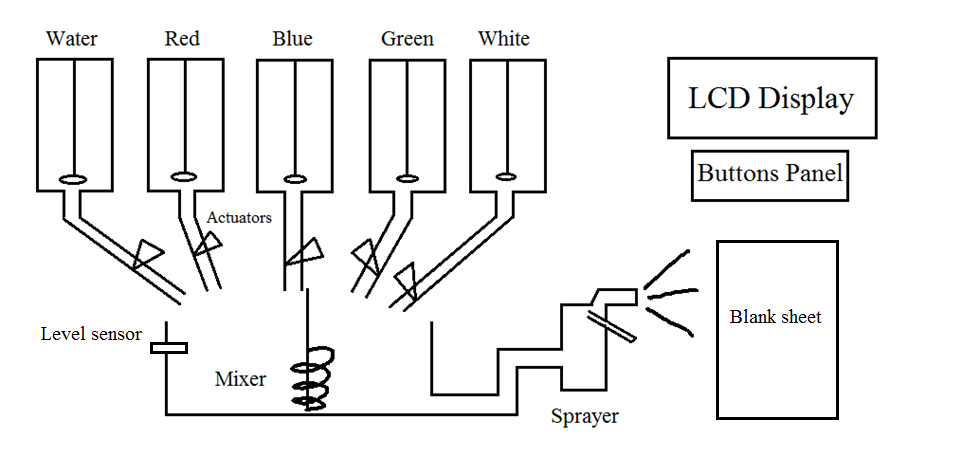 Water
Red
Blue
Green
White
LCD Display
Buttons Panel
Actuators
Level sensor
Blank sheet
Mixer
Sprayer